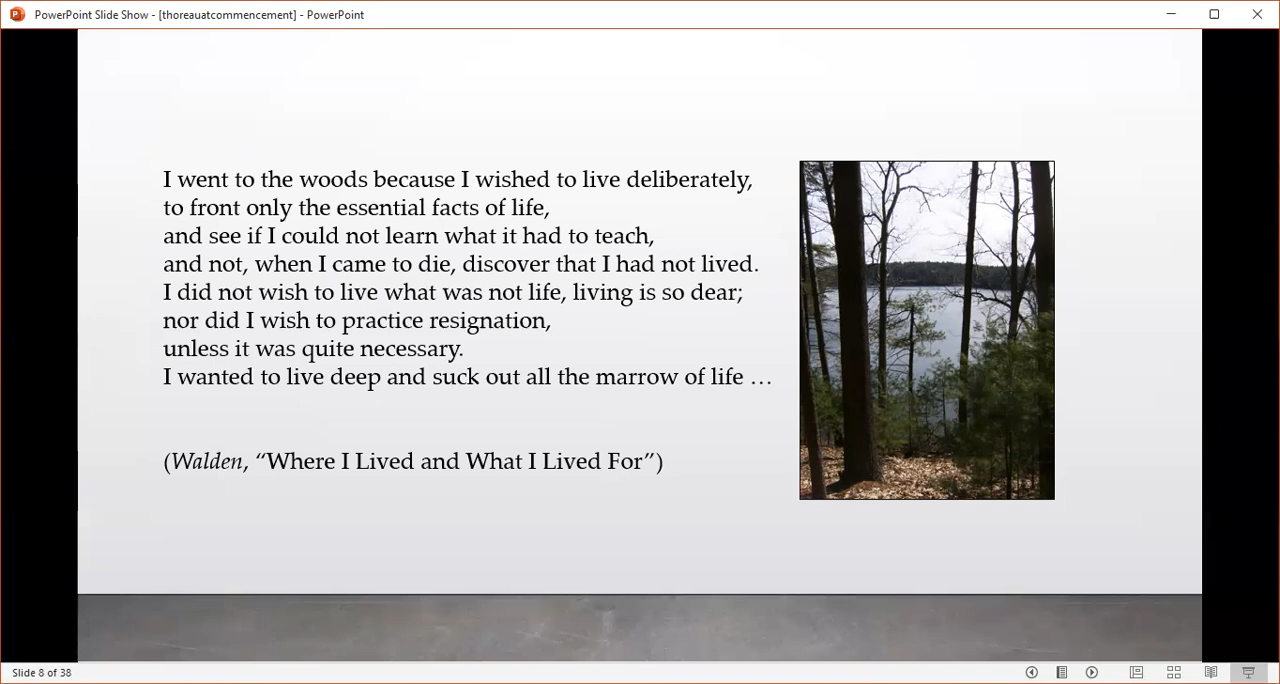 PowerPoint Slide Show - [thoreauatcommencement] - PowerPoint
I went to the woods because I wished to live deliberately,
to front only the essential facts of life,
and see if I could not learn what it had to teach,
and not, when I came to die, discover that I had not lived.
I did not wish to live what was not life, living is so dear;
nor did I wish to practice resignation,
unless it was quite necessary.
I wanted to live deep and suck out all the marrow of life …
(Walden, “Where I Lived and What I Lived For”)
Slide 8 of 38